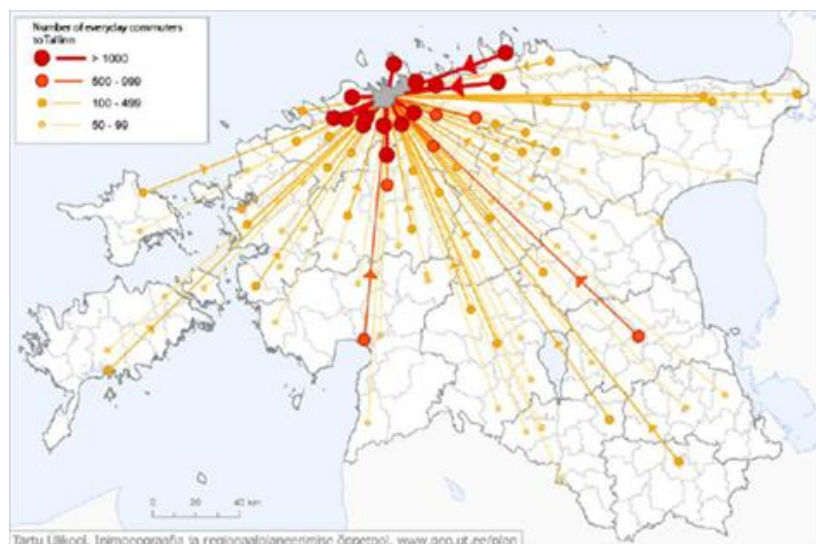 Number of everyday commuters
to Tallinn
> 1000
500 - 999
100 - 499
50 - 99
0 20 40 km
Tartu Ülikool, Inimgeograafia ja regionaalplaneerimise õppetool, www.geo.ut.ee/plan